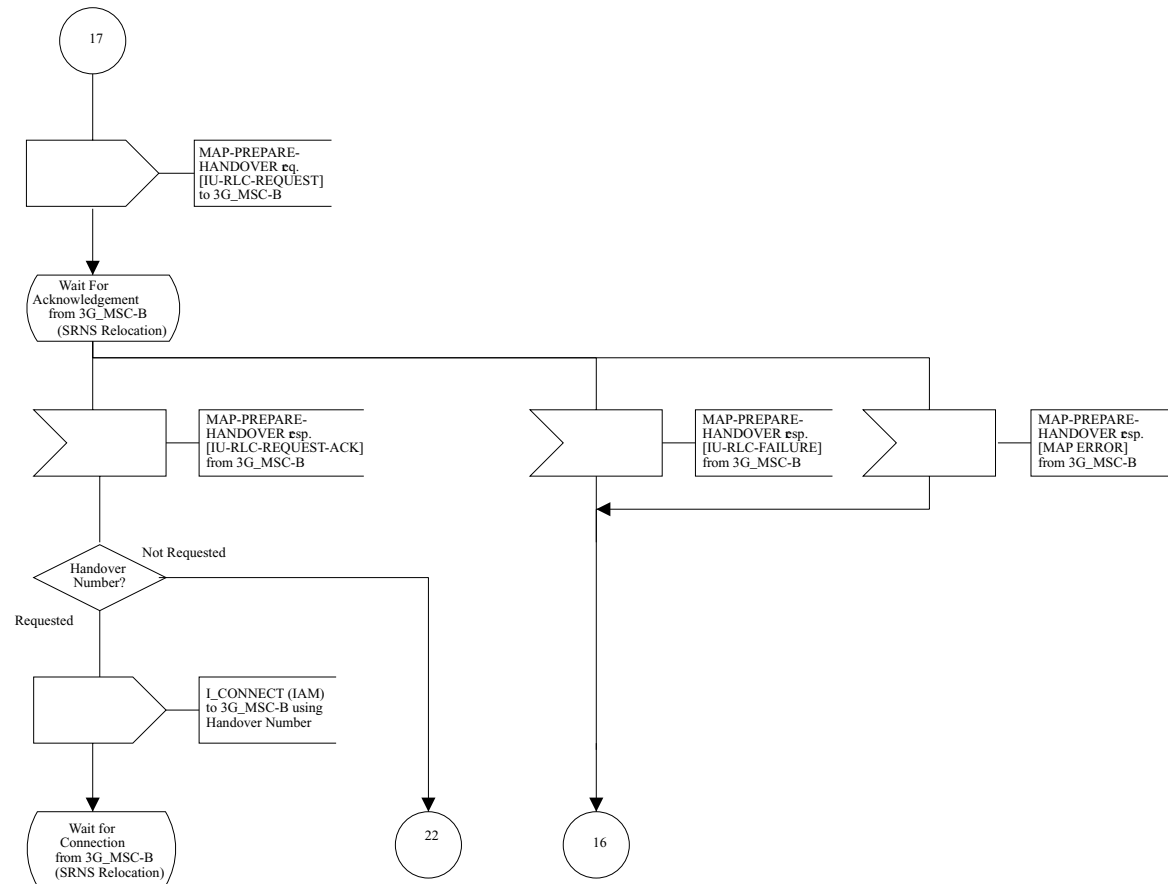 17
MAP-PREPARE-
HANDOVER req.
[IU-RLC-REQUEST]
to 3G_MSC-B
Wait For
Acknowledgement
from 3G_MSC-B
(SRNS Relocation)
MAP-PREPARE-
HANDOVER resp.
[IU-RLC-REQUEST-ACK]
from 3G_MSC-B
MAP-PREPARE-
HANDOVER resp.
[IU-RLC-FAILURE]
from 3G_MSC-B
MAP-PREPARE-
HANDOVER resp.
[MAP ERROR]
from 3G_MSC-B
Handover
Number?
Not Requested
Requested
I_CONNECT (IAM)
to 3G_MSC-B using
Handover Number
Wait for
Connection
from 3G_MSC-B
(SRNS Relocation)
22
16